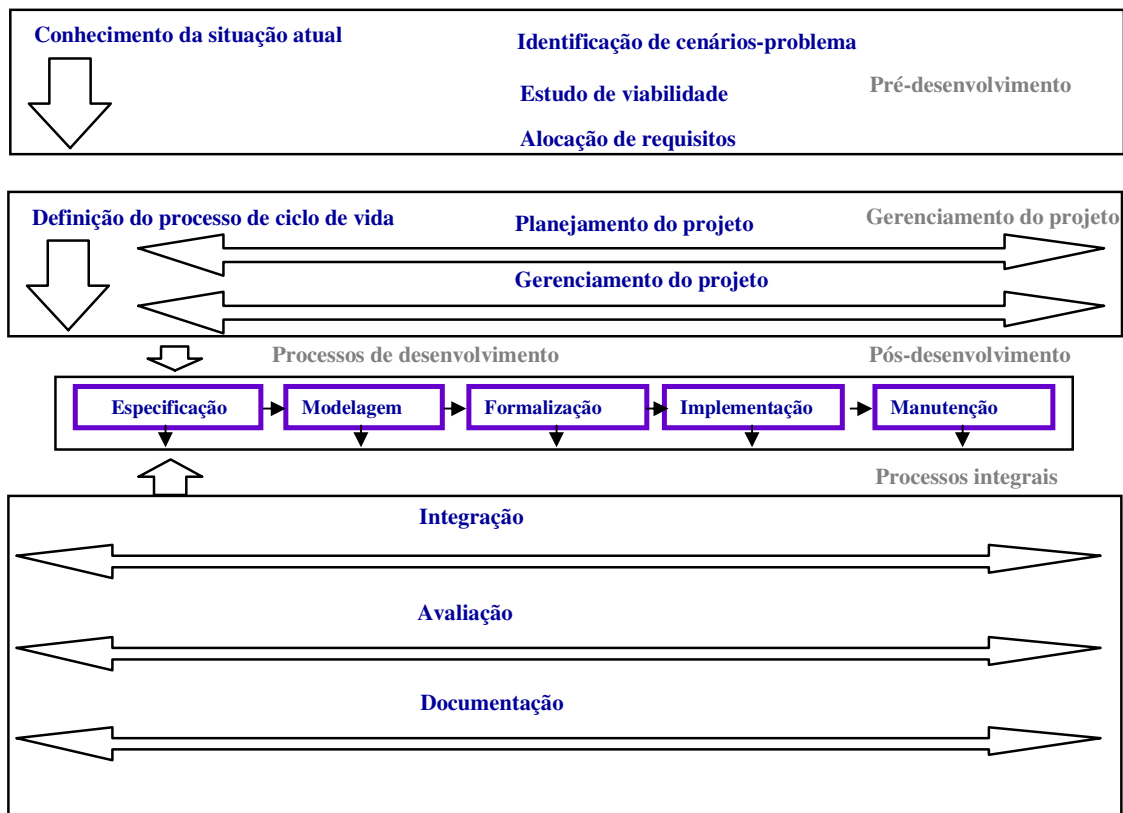 Conhecimento da situação atual
Identificação de cenários-problema
Estudo de viabilidade
Pré-desenvolvimento
Alocação de requisitos
Definição do processo de ciclo de vida
Planejamento do projeto
Gerenciamento do projeto
Gerenciamento do projeto
Processos de desenvolvimento
Pós-desenvolvimento
Especificação
Modelagem
Formalização
Implementação
Manutenção
Processos integrais
Integração
Avaliação
Documentação